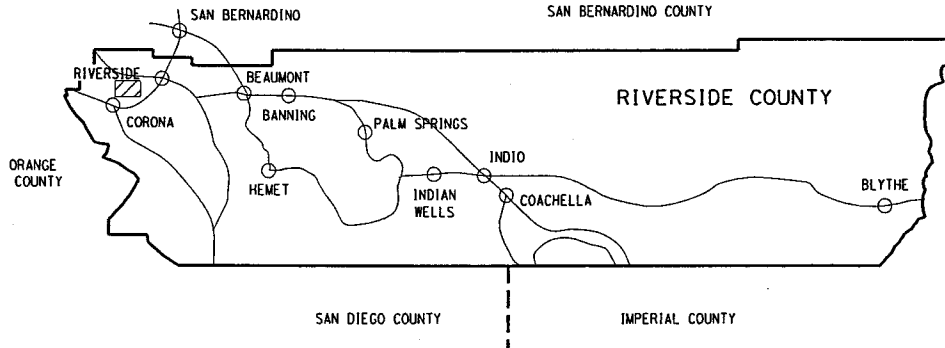 SAN BERNARDINO
SAN BERNARDINO COUNTY
RIVERSIDE
BEAUMONT
RIVERSIDE COUNTY
BANNING
CORONA
PALM SPRINGS
ORANGE
COUNTY
INDIO
HEMET
INDIAN
WELLS
COACHELLA
BLYTHE
SAN DIEGO COUNTY
IMPERIAL COUNTY